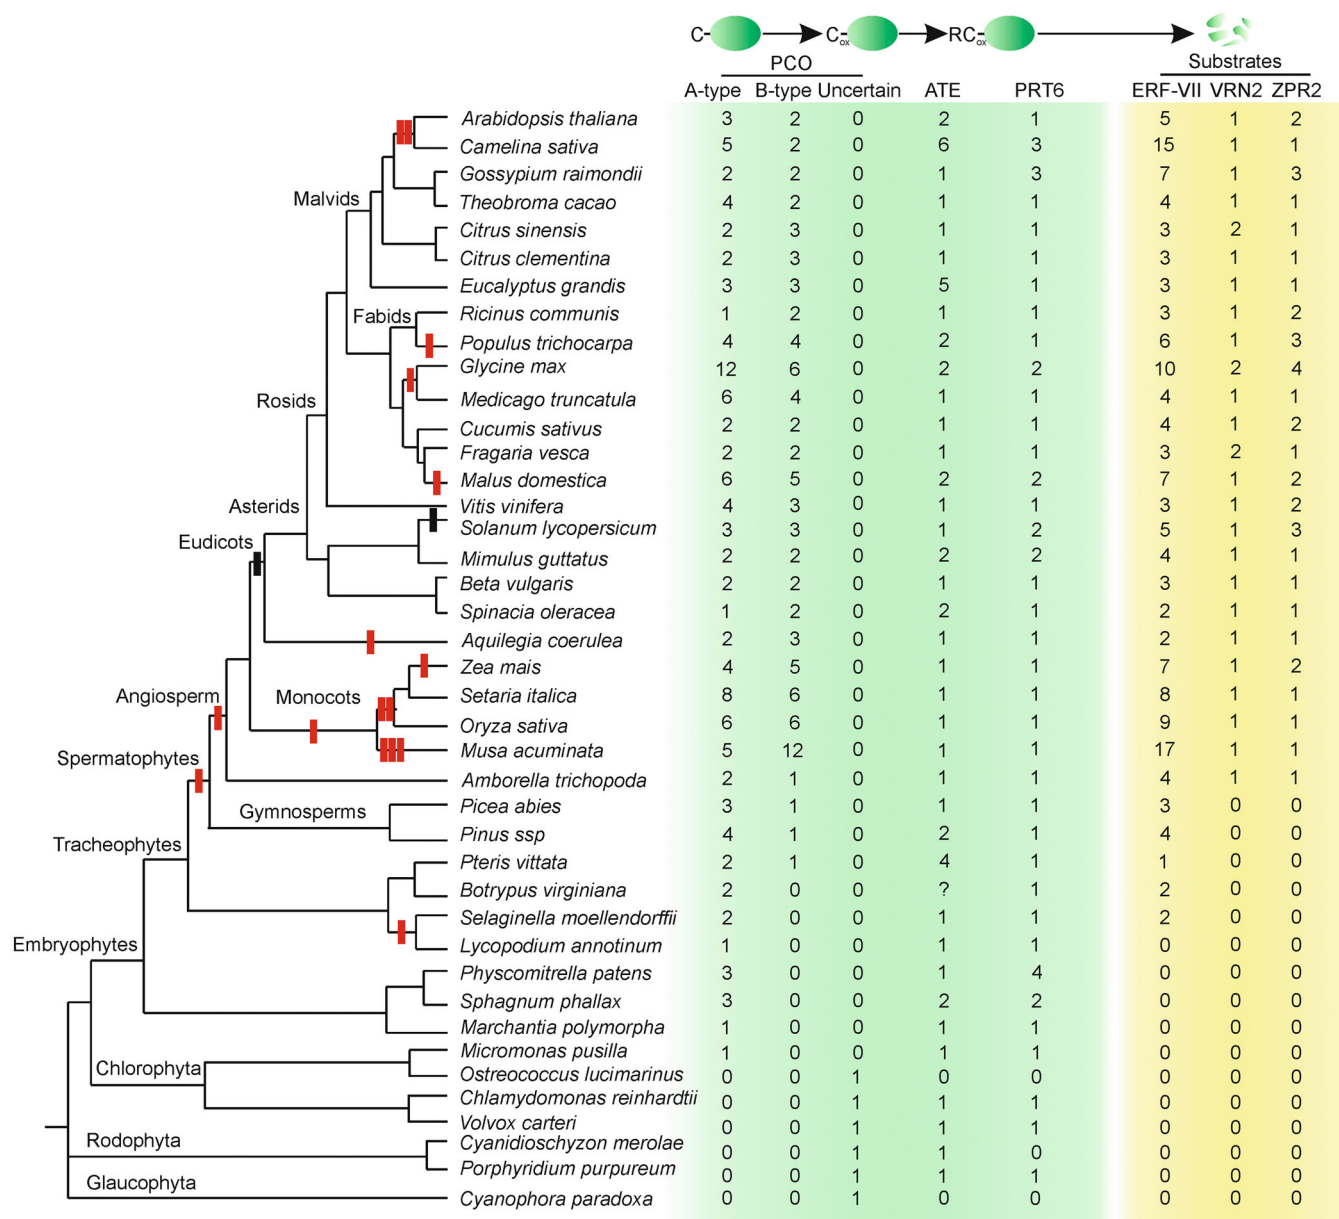 C- C ox RC ox
PCO Substrates
A-type B-type Uncertain ATE PRT6 ERF-VII VRN2 ZPR2
Arabidopsis thaliana 3 2 0 2 1 5 1 2
Camelina sativa 5 2 0 6 3 15 1 1
Gossypium raimondii 2 2 0 1 3 7 1 3
Malvids
Theobroma cacao 4 2 0 1 1 4 1 1
Citrus sinensis 2 3 0 1 1 3 2 1
Citrus clementina 2 3 0 1 1 3 1 1
Eucalyptus grandis 3 3 0 5 1 3 1 1
Fabids
Ricinus communis 1 2 0 1 1 3 1 2
Populus trichocarpa 4 4 0 2 1 6 1 3
Glycine max 12 6 0 2 2 10 2 4
Rosids
Medicago truncatula 6 4 0 1 1 4 1 1
Cucumis sativus 2 2 0 1 1 4 1 2
Fragaria vesca 2 2 0 1 1 3 2 1
Malus domestica 6 5 0 2 2 7 1 2
Asterids
Vitis vinifera 4 3 0 1 1 3 1 2
Solanum lycopersicum 3 3 0 1 2 5 1 3
Eudicots
Mimulus guttatus 2 2 0 2 2 4 1 1
Beta vulgaris 2 2 0 1 1 3 1 1
Spinacia oleracea 1 2 0 2 1 2 1 1
Aquilegia coerulea 2 3 0 1 1 2 1 1
Zea mais 4 5 0 1 1 7 1 2
Angiosperm Monocots
Setaria italica 8 6 0 1 1 8 1 1
Oryza sativa 6 6 0 1 1 9 1 1
Musa acuminata 5 12 0 1 1 17 1 1
Spermatophytes
Amborella trichopoda 2 1 0 1 1 4 1 1
Picea abies 3 1 0 1 1 3 0 0
Gymnosperms
Pinus ssp 4 1 0 2 1 4 0 0
Tracheophytes
Pteris vittata 2 1 0 4 1 1 0 0
Botrypus virginiana 2 0 0 ? 1 2 0 0
Selaginella moellendorffii 2 0 0 1 1 2 0 0
Embryophytes
Lycopodium annotinum 1 0 0 1 1 0 0 0
Physcomitrella patens 3 0 0 1 4 0 0 0
Sphagnum phallax 3 0 0 2 2 0 0 0
Marchantia polymorpha 1 0 0 1 1 0 0 0
Micromonas pusilla 1 0 0 1 1 0 0 0
Chlorophyta
Ostreococcus lucimarinus 0 0 1 0 0 0 0 0
Chlamydomonas reinhardtii 0 0 1 1 1 0 0 0
Volvox carteri 0 0 1 1 1 0 0 0
Rodophyta
Cyanidioschyzon merolae 0 0 1 1 0 0 0 0
Porphyridium purpureum 0 0 1 1 1 0 0 0
Glaucophyta
Cyanophora paradoxa 0 0 1 0 0 0 0 0